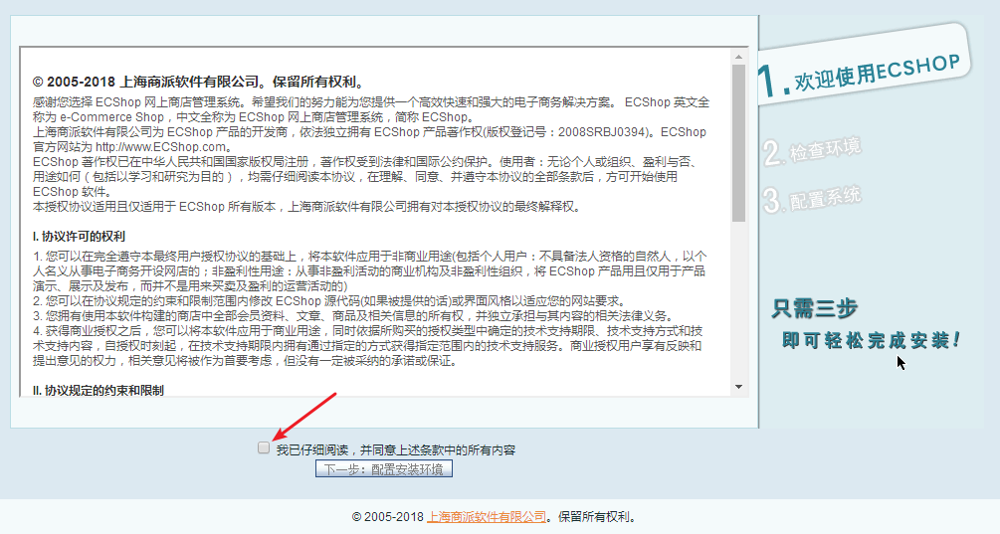 © 2005-2018 上海商派软件有限公司。保留所有权利。
感谢您选择 ECShop 网上商店管理系统。希望我们的努力能为您提供一个高效快速和强大的电子商务解决方案。 ECShop 英文全
称为 e-Commerce Shop，中文全称为 ECShop 网上商店管理系统，简称 ECShop。
上海商派软件有限公司为 ECShop 产品的开发商，依法独立拥有 ECShop 产品著作权(版权登记号：2008SRBJ0394)。ECShop
官方网站为 http://www.ECShop.com。
ECShop 著作权已在中华人民共和国国家版权局注册，著作权受到法律和国际公约保护。使用者：无论个人或组织、盈利与否、
用途如何（包括以学习和研究为目的），均需仔细阅读本协议，在理解、同意、并遵守本协议的全部条款后，方可开始使用
ECShop 软件。
本授权协议适用且仅适用于 ECShop 所有版本，上海商派软件有限公司拥有对本授权协议的最终解释权。
I. 协议许可的权利
1. 您可以在完全遵守本最终用户授权协议的基础上，将本软件应用于非商业用途(包括个人用户：不具备法人资格的自然人，以个
人名义从事电子商务开设网店的；非盈利性用途：从事非盈利活动的商业机构及非盈利性组织，将 ECShop 产品用且仅用于产品
演示、展示及发布，而并不是用来买卖及盈利的运营活动的)
2. 您可以在协议规定的约束和限制范围内修改 ECShop 源代码(如果被提供的话)或界面风格以适应您的网站要求。
3. 您拥有使用本软件构建的商店中全部会员资料、文章、商品及相关信息的所有权，并独立承担与其内容的相关法律义务。
4. 获得商业授权之后，您可以将本软件应用于商业用途，同时依据所购买的授权类型中确定的技术支持期限、技术支持方式和技
术支持内容，自授权时刻起，在技术支持期限内拥有通过指定的方式获得指定范围内的技术支持服务。商业授权用户享有反映和
提出意见的权力，相关意见将被作为首要考虑，但没有一定被采纳的承诺或保证。
II. 协议规定的约束和限制
1. 欢迎使用ECSHOP
2. 检查环境
3. 配置系统
只需三步
即可轻松完成安装！
我已仔细阅读，并同意上述条款中的所有内容
下一步：配置安装环境
© 2005-2018 上海商派软件有限公司。保留所有权利。